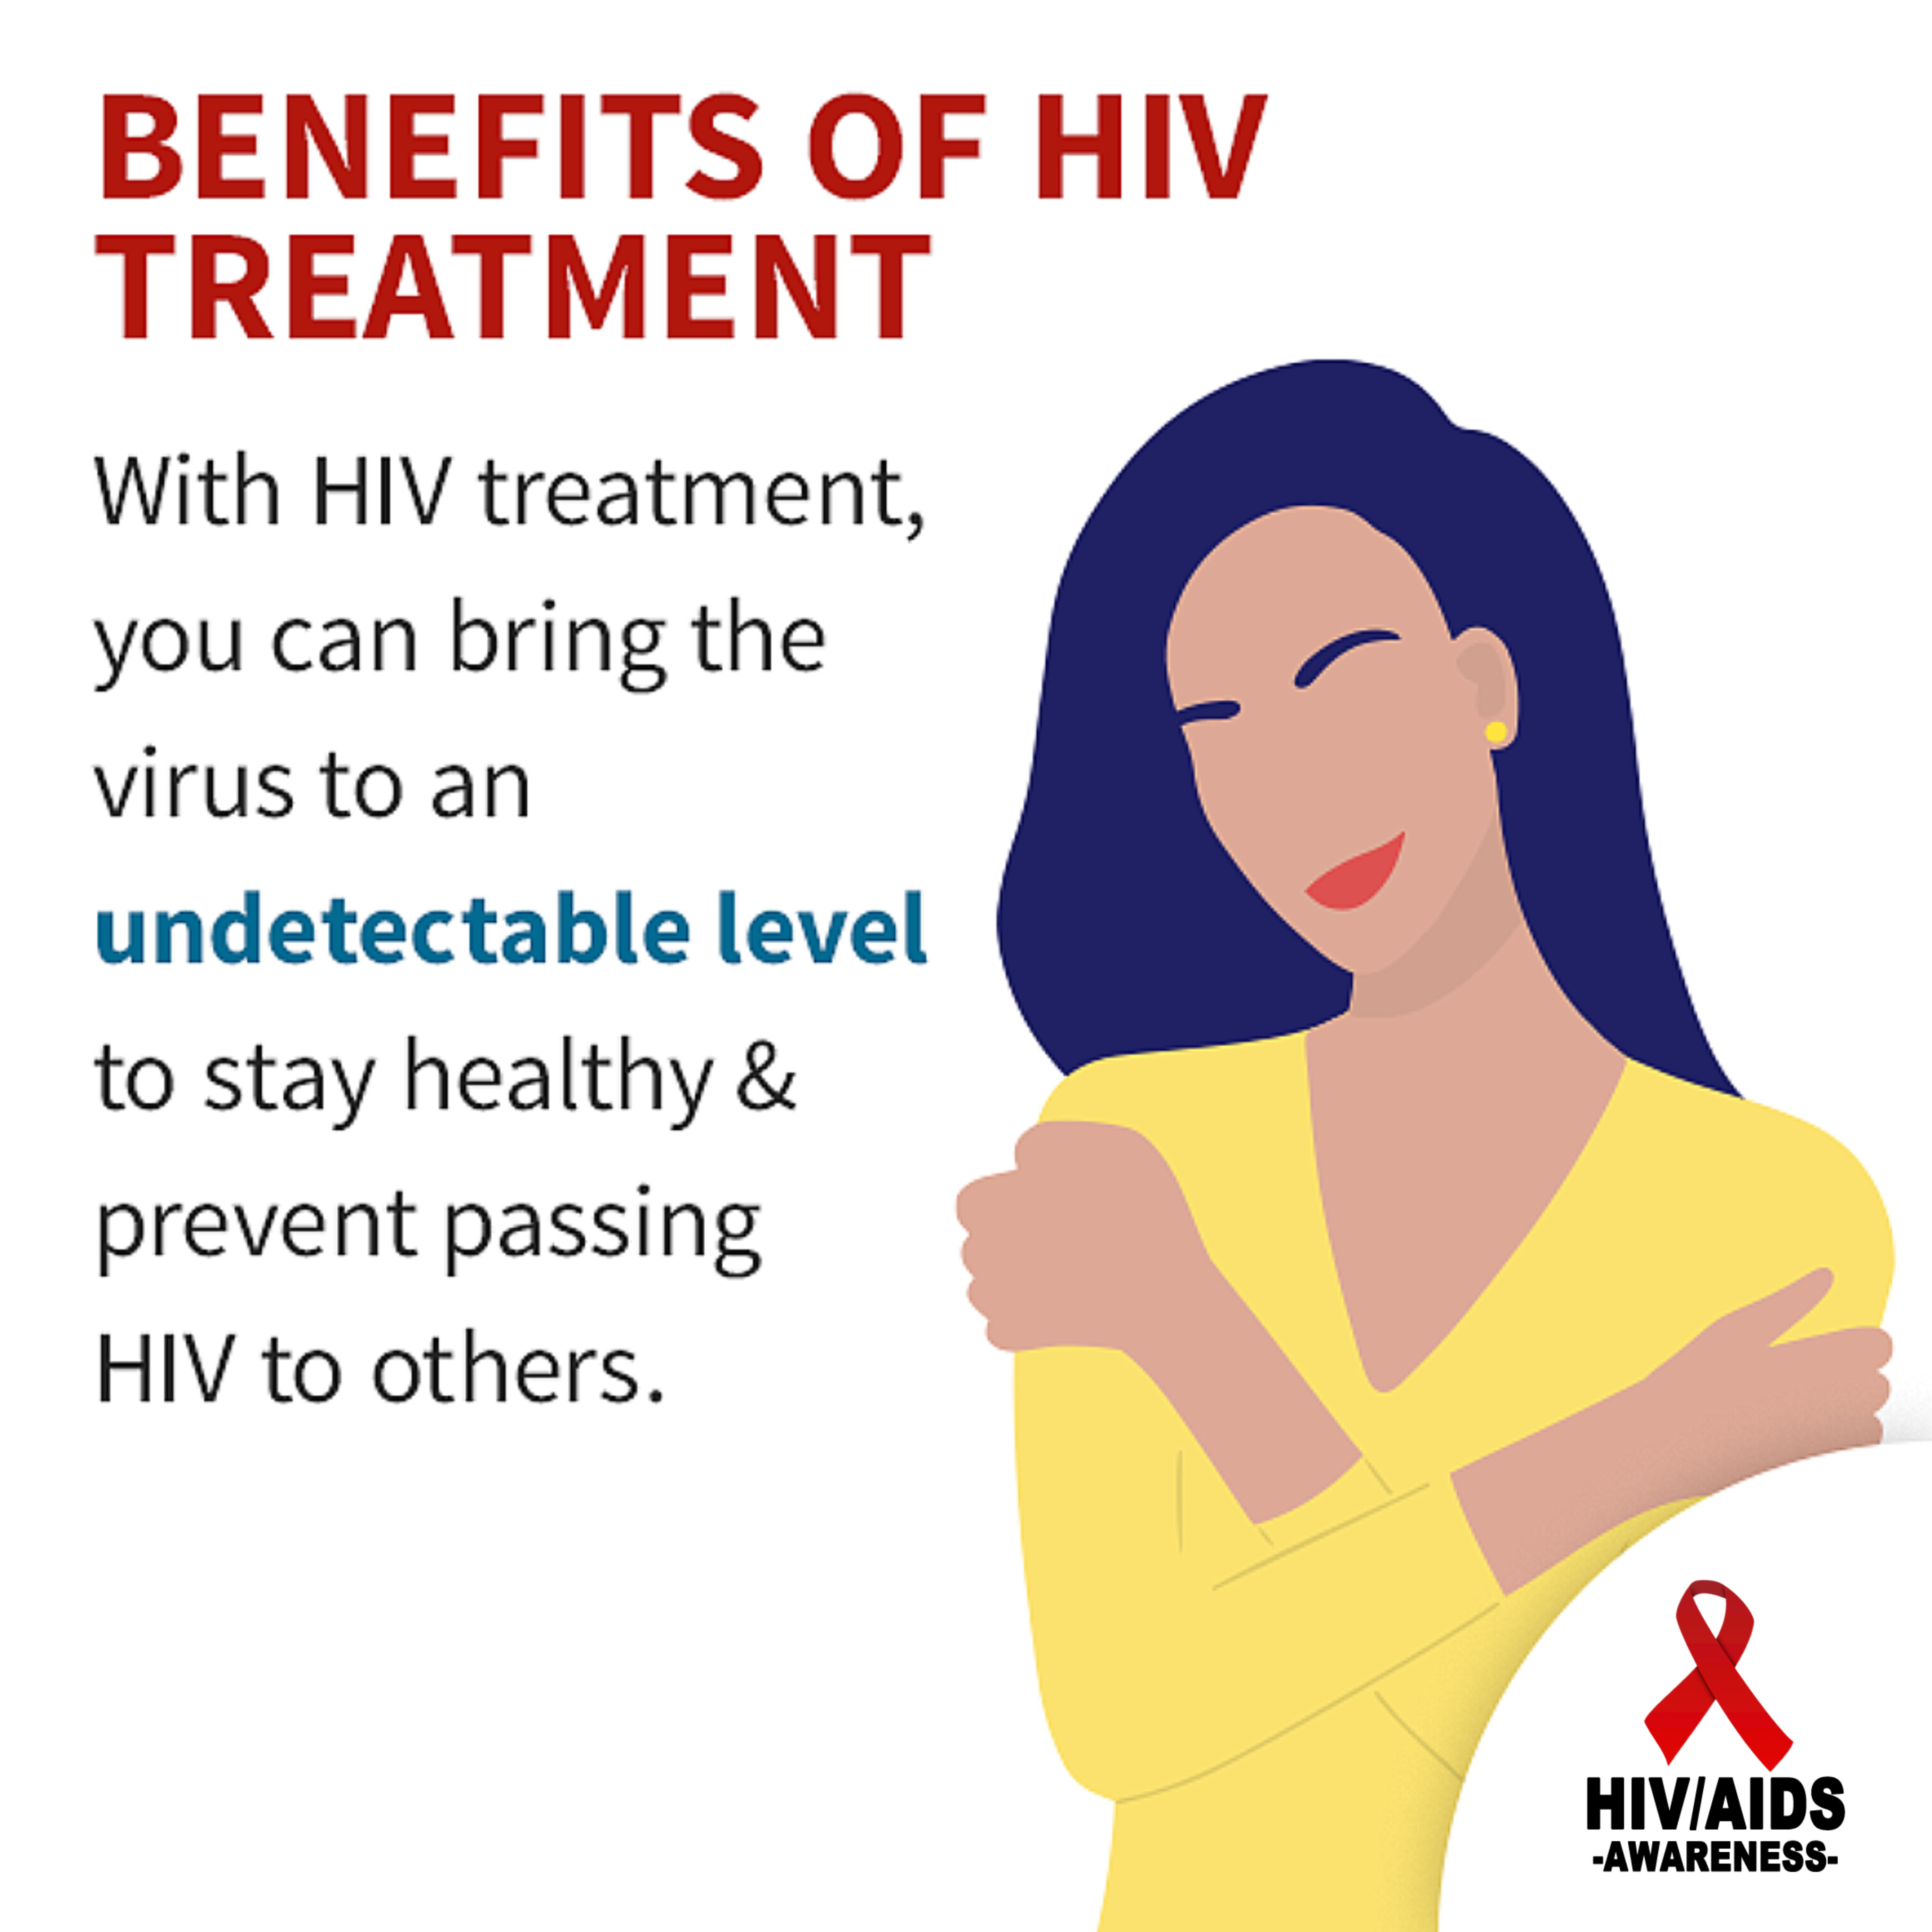 BENEFITS OF HIV
TREATMENT
With HIV treatment,
you can bring the
virus to an
undetectable level
to stay healthy &
prevent passing
HIV to others.
HIV/AIDS
-AWARENESS-